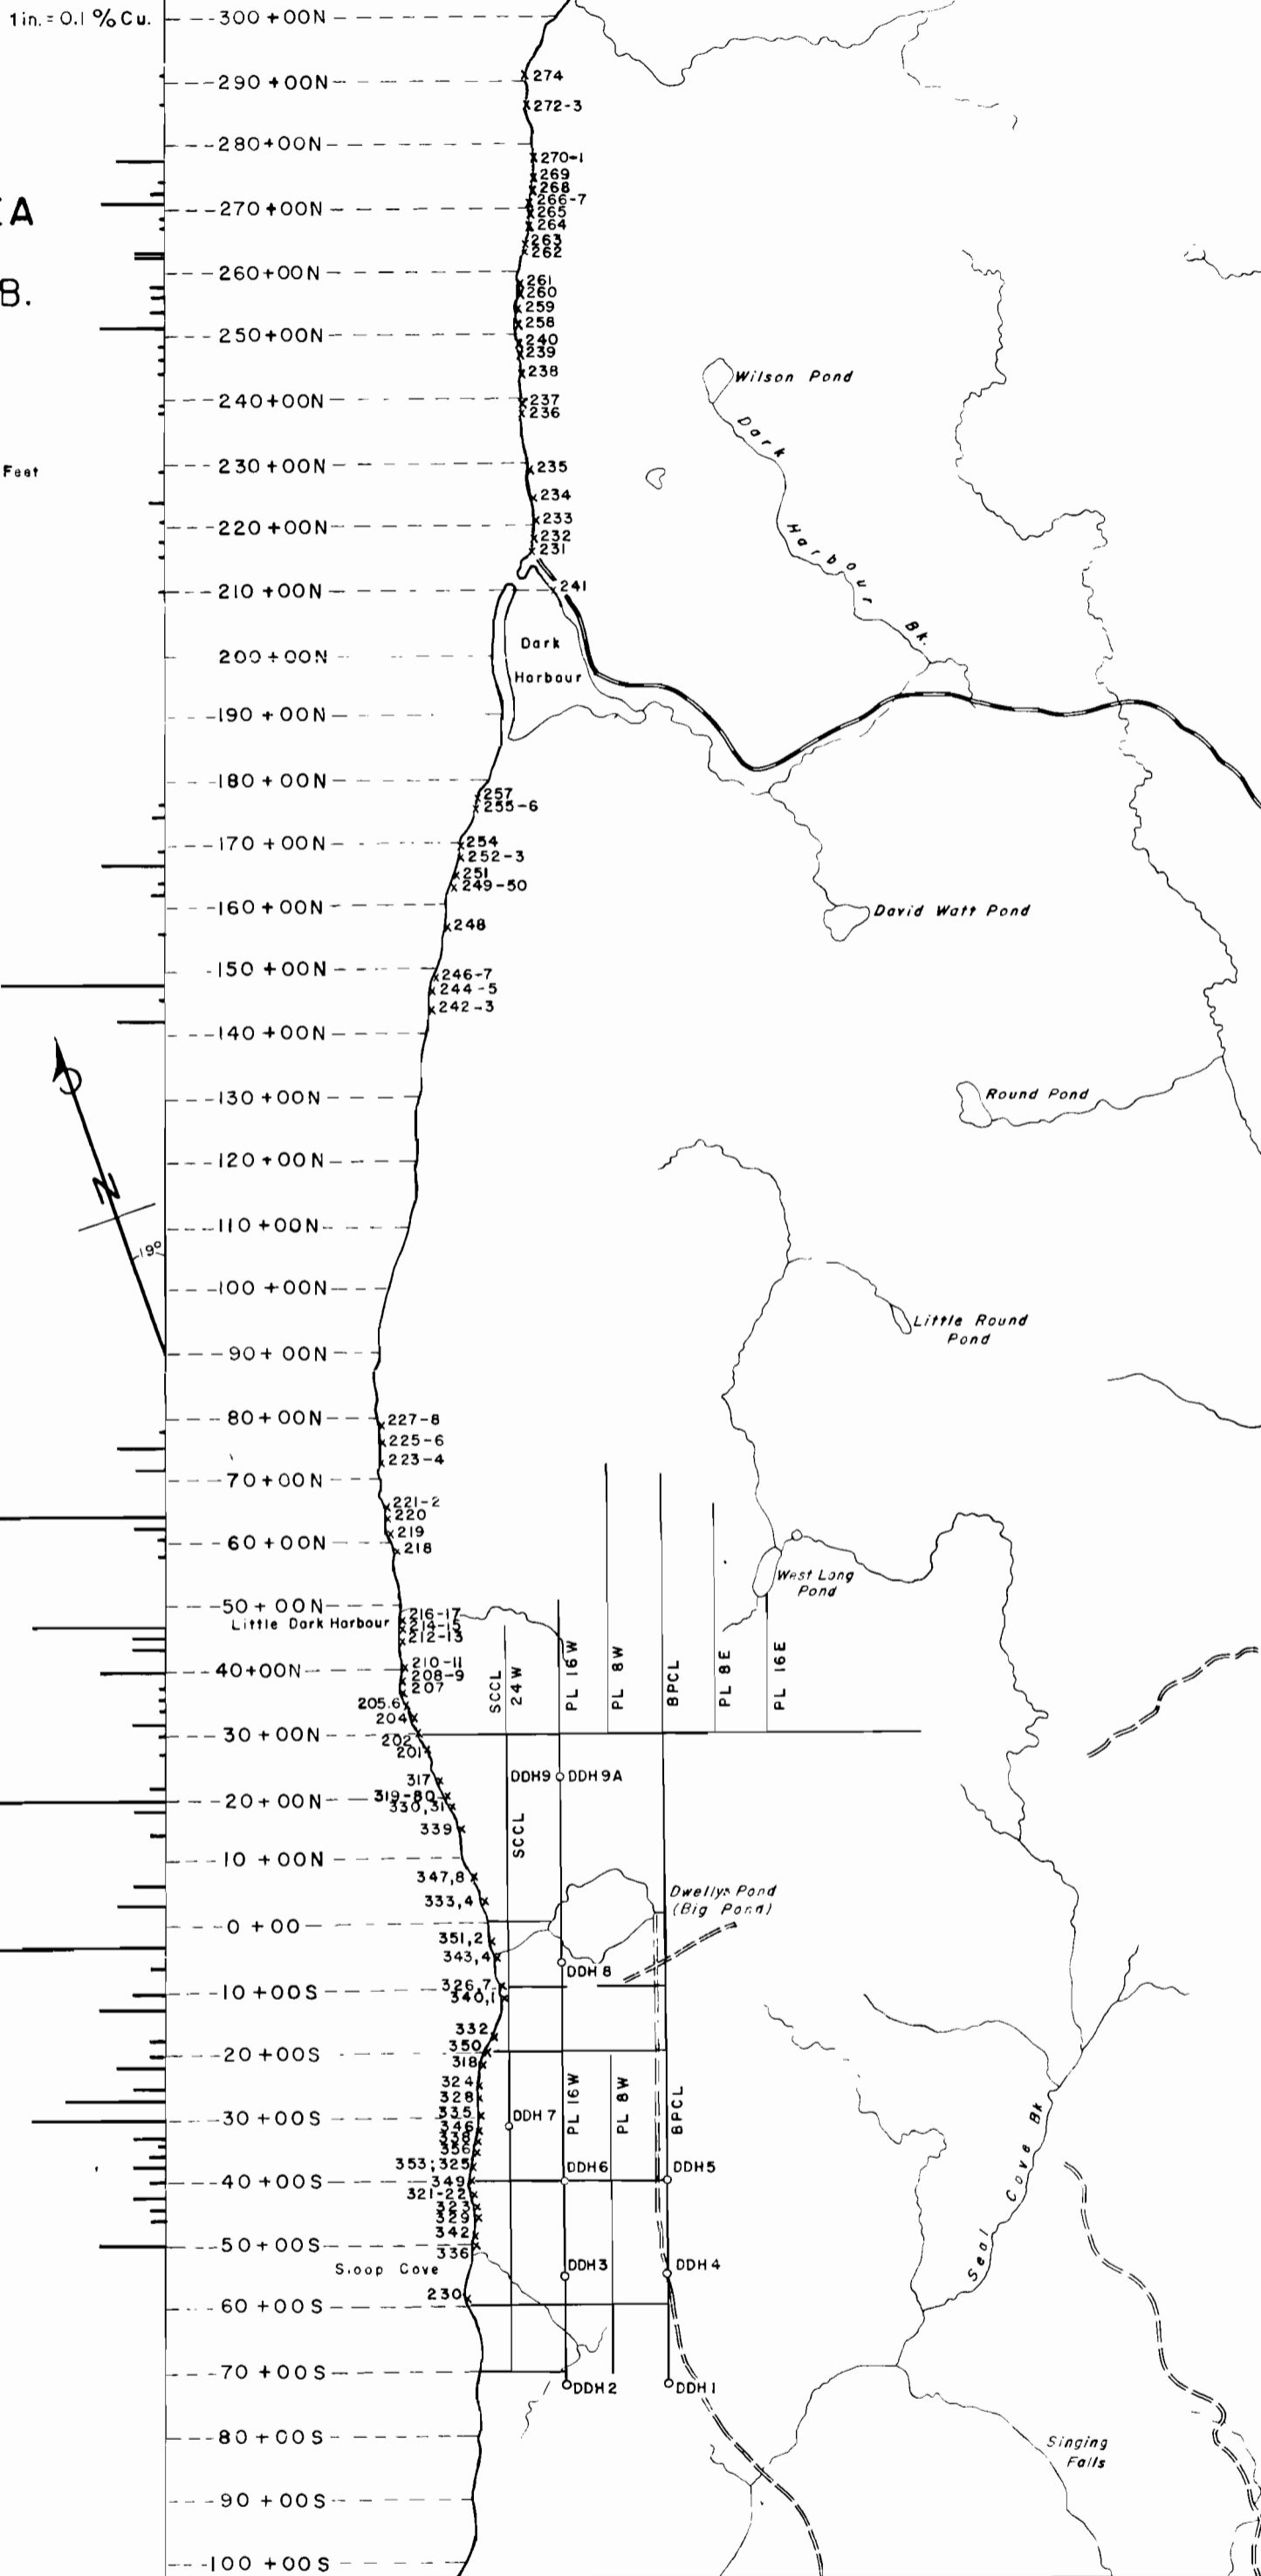 1 in. = 0.1 % Cu.
300 + 00N
274
290 + 00N
272-3
280 + 00N
270-1
269
268
266-7
A
270 + 00N
265
264
263
262
260 + 00N
261
B.
260
259
258
250 + 00N
240
239
238
Wilson Pond
240 + 00N
237
236
Dark Harbour Bk.
230 + 00N
235
Feet
234
233
220 + 00N
232
231
210 + 00N
241
Dark
Harbour
200 + 00N
190 + 00N
180 + 00N
257
255-6
170 + 00N
254
252-3
251
249-50
160 + 00N
David Watt Pond
248
150 + 00N
246-7
244-5
242-3
140 + 00N
130 + 00N
Round Pond
120 + 00N
N
110 + 00N
19°
100 + 00N
Little Round
Pond
90 + 00N
80 + 00N
227-8
225-6
223-4
70 + 00N
221-2
220
219
60 + 00N
218
West Long
Pond
50 + 00N
216-17
Little Dark Harbour
214-15
212-13
210-11
40 + 00N
208-9
207
SCCL
24W
PL 16W
PL 8W
BPCL
PL 8E
PL 16E
205.6
204
30 + 00N
202
201
317
DDH9
DDH 9A
319-80
20 + 00N
330,31
339
SCCL
10 + 00N
347,8
333,4
Dwellys Pond
(Big Pond)
0 + 00
351,2
343,4
DDH 8
326,7
10 + 00S
340,1
332
350
20 + 00S
318
324
328
PL 16W
PL 8W
BPCL
335
30 + 00S
DDH 7
346
338
356
353;325
DDH6
DDH5
40 + 00S
349
321-22
323
329
342
50 + 00S
336
Sloop Cove
DDH3
DDH 4
Seal Cove Bk
230
60 + 00S
70 + 00S
DDH2
DDH 1
80 + 00S
Singing
Falls
90 + 00S
100 + 00S